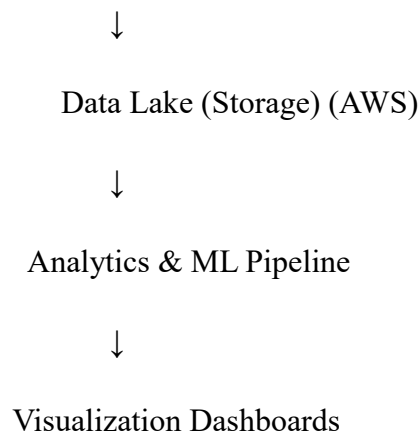 ↓
Data Lake (Storage) (AWS)
↓
Analytics & ML Pipeline
↓
Visualization Dashboards